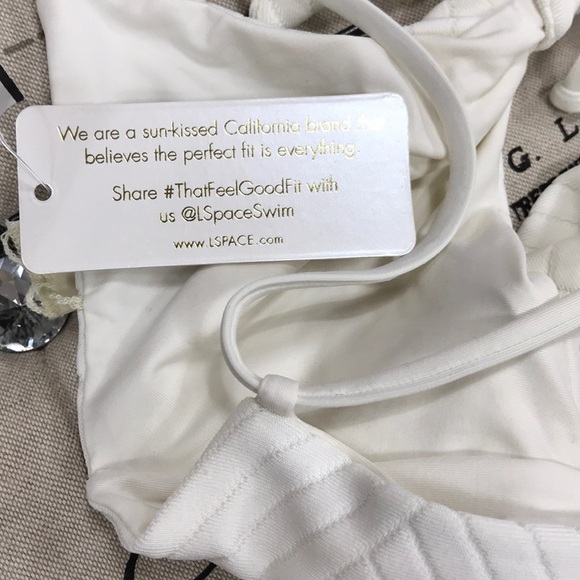 We are a sun-kissed California brand
believes the perfect fit is everything.
Share #ThatFeelGoodFit with
us @LSpaceSwim
www.LSPACE.com
G. L